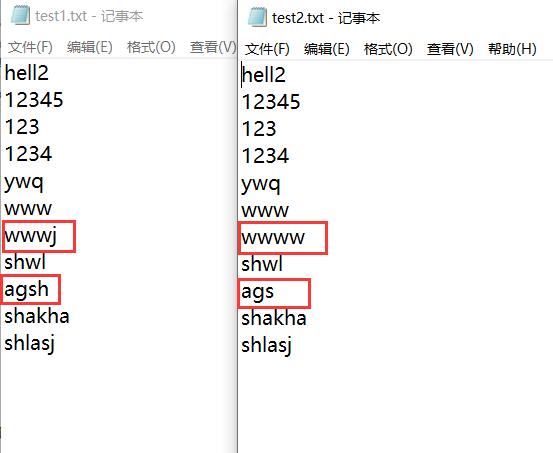 test1.txt - 记事本
文件(F) 编辑(E) 格式(O) 查看(V)
hell2
12345
123
1234
ywq
www
wwwj
shwl
agsh
shakha
shlasj
test2.txt - 记事本
文件(F) 编辑(E) 格式(O) 查看(V) 帮助(H)
hell2
12345
123
1234
ywq
www
wwww
shwl
ags
shakha
shlasj